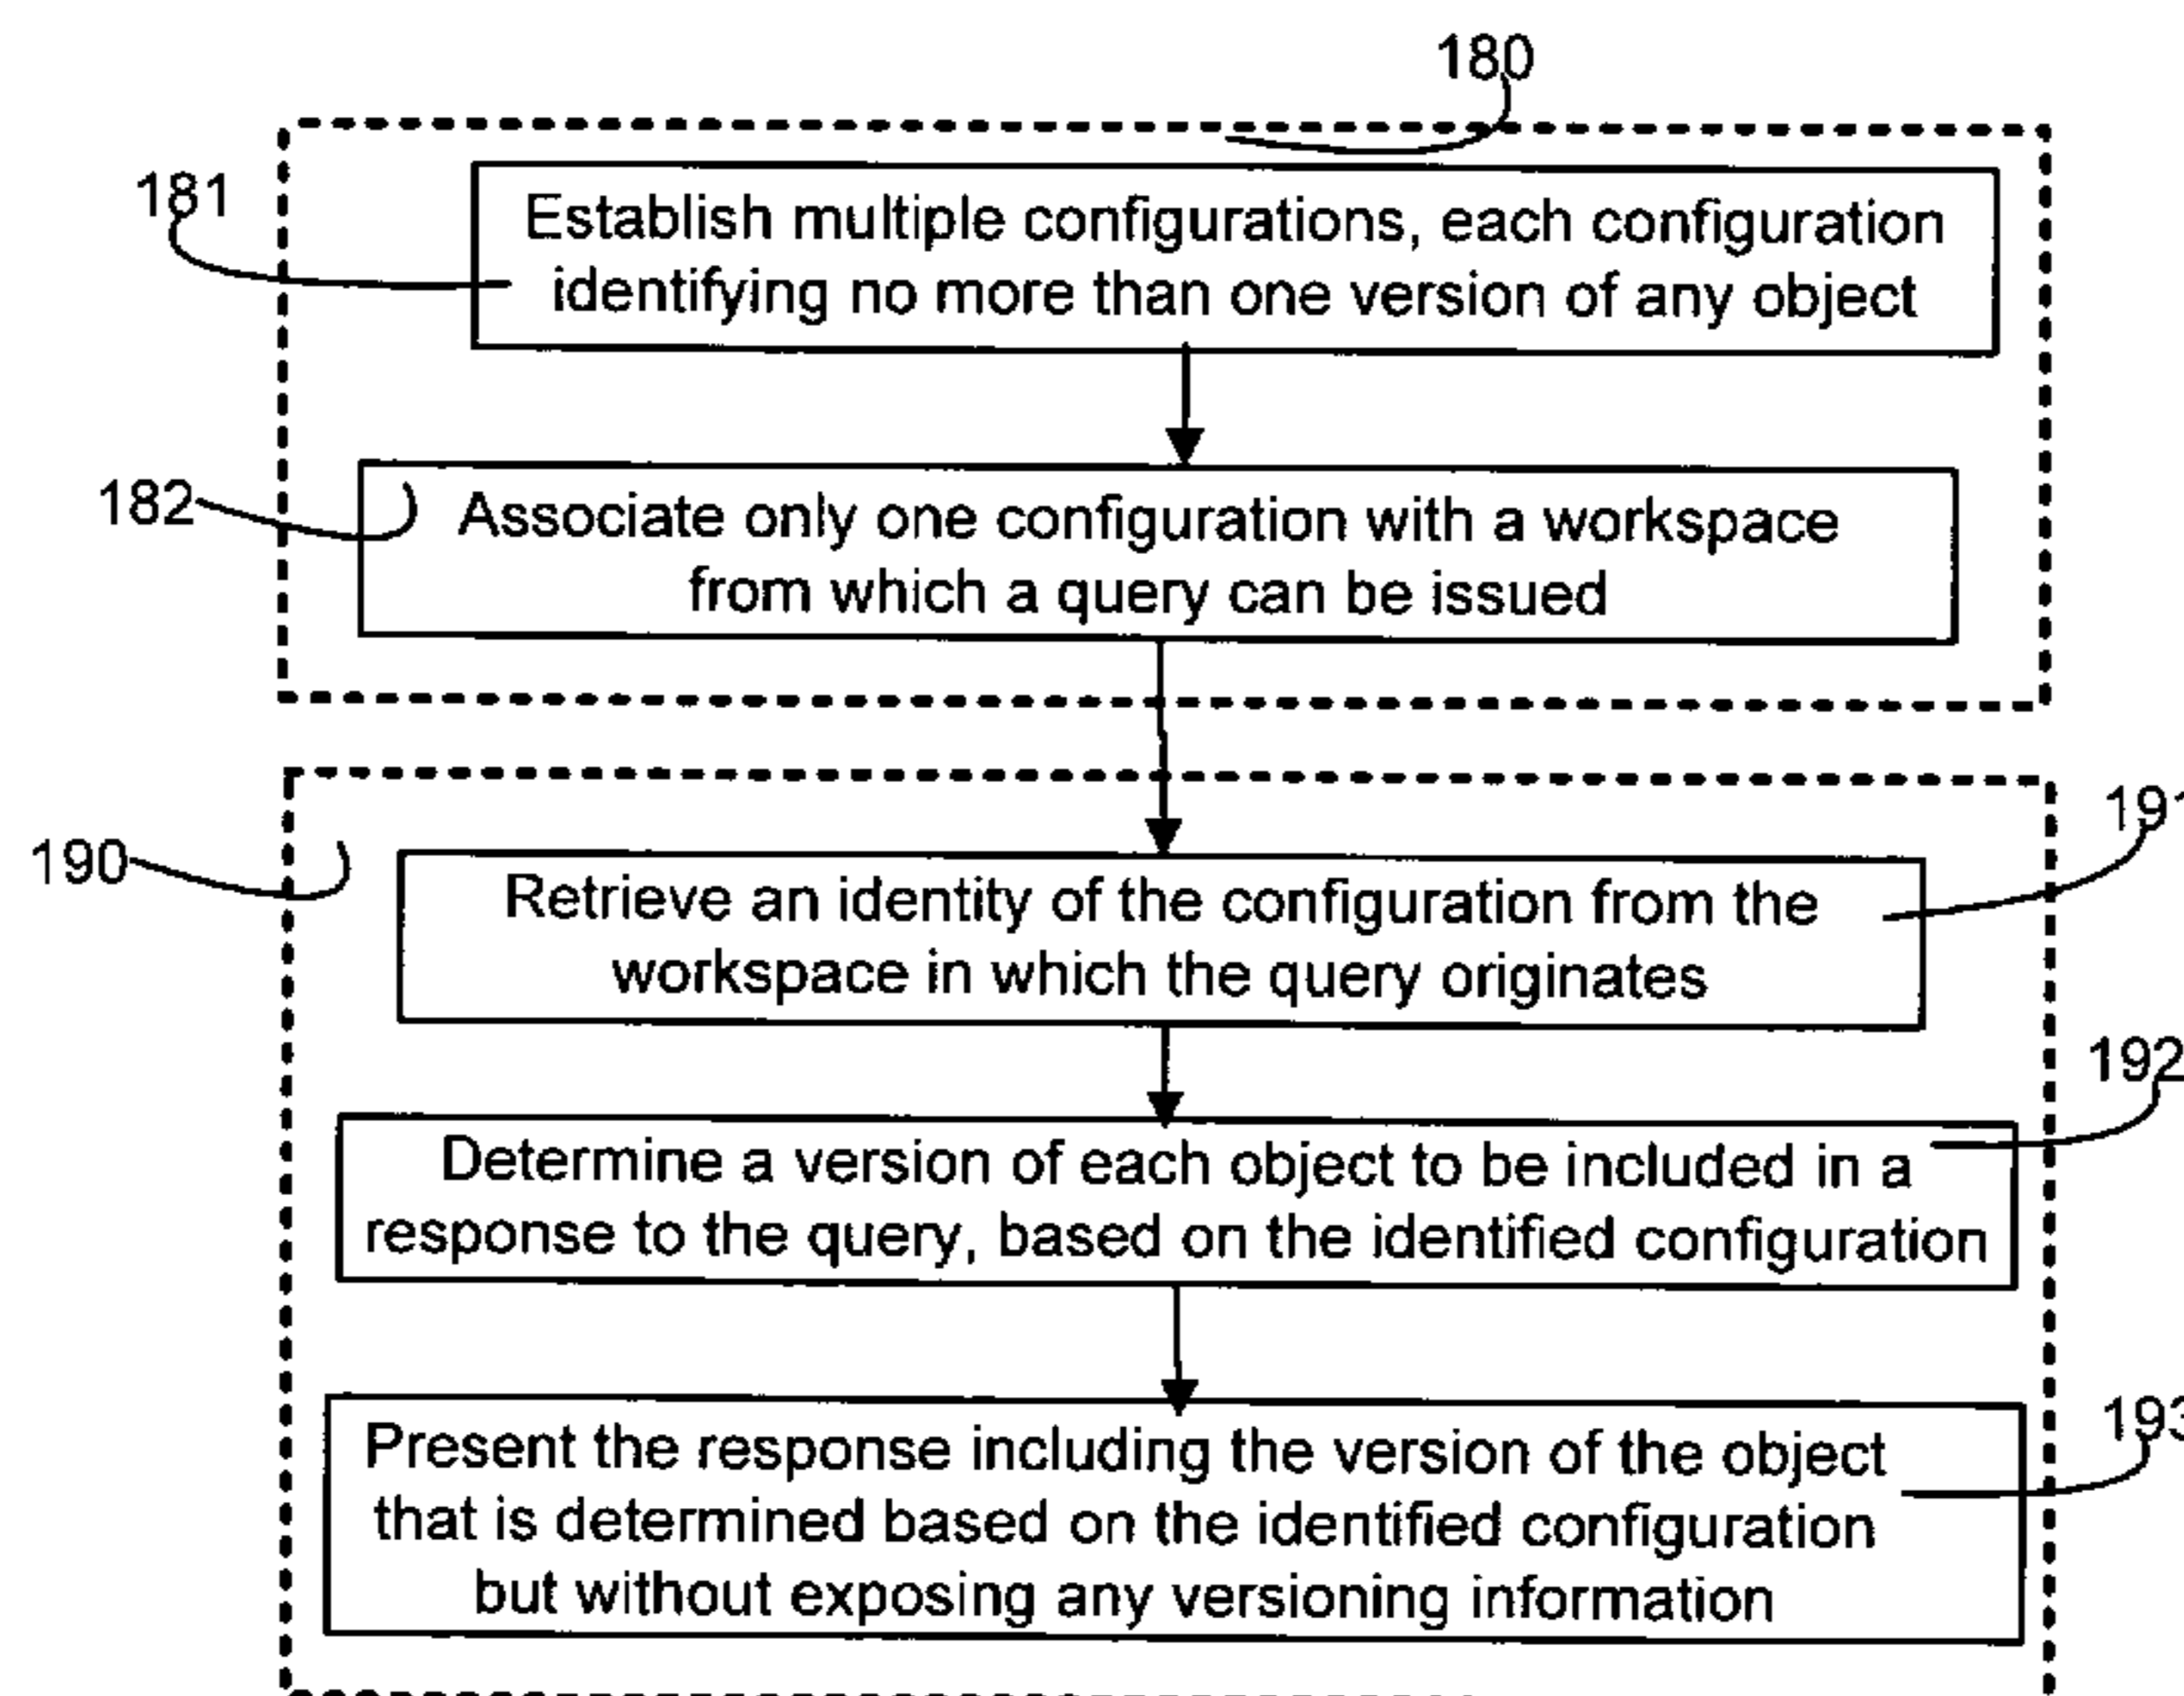 180
181
Establish multiple configurations, each configuration
identifying no more than one version of any object
182
Associate only one configuration with a workspace
from which a query can be issued
191
190
Retrieve an identity of the configuration from the
workspace in which the query originates
192
Determine a version of each object to be included in a
response to the query, based on the identified configuration
193
Present the response including the version of the object
that is determined based on the identified configuration
but without exposing any versioning information